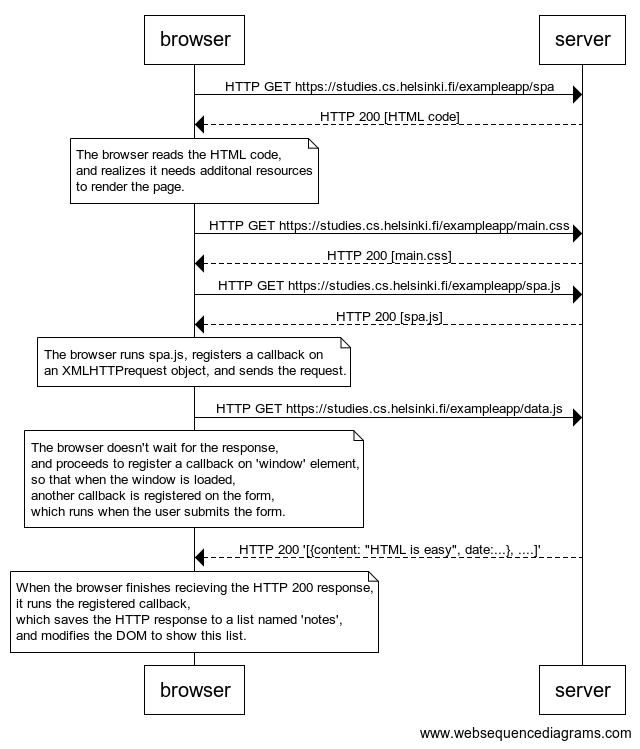 browser
server
HTTP GET https://studies.cs.helsinki.fi/exampleapp/spa
HTTP 200 [HTML code]
The browser reads the HTML code,
and realizes it needs additonal resources
to render the page.
HTTP GET https://studies.cs.helsinki.fi/exampleapp/main.css
HTTP 200 [main.css]
HTTP GET https://studies.cs.helsinki.fi/exampleapp/spa.js
HTTP 200 [spa.js]
The browser runs spa.js, registers a callback on
an XMLHTTPrequest object, and sends the request.
HTTP GET https://studies.cs.helsinki.fi/exampleapp/data.js
The browser doesn't wait for the response,
and proceeds to register a callback on 'window' element,
so that when the window is loaded,
another callback is registered on the form,
which runs when the user submits the form.
HTTP 200 '[{content: "HTML is easy", date:...}, ....]'
When the browser finishes recieving the HTTP 200 response,
it runs the registered callback,
which saves the HTTP response to a list named 'notes',
and modifies the DOM to show this list.
browser
server
www.websequencediagrams.com